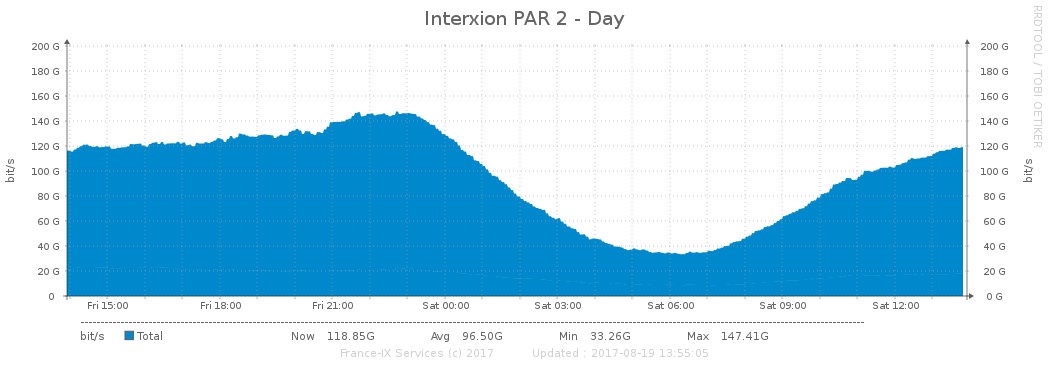 Interxion PAR 2 - Day
RRDTOOL / TOBI OETIKER
200 G 200 G
180 G 180 G
160 G 160 G
140 G 140 G
120 G 120 G
100 G 100 G
80 G 80 G
60 G 60 G
40 G 40 G
20 G 20 G
0 0 G
bit/s
bit/s
Fri 15:00 Fri 18:00 Fri 21:00 Sat 00:00 Sat 03:00 Sat 06:00 Sat 09:00 Sat 12:00
bit/s Total Now 118.85G Avg 96.50G Min 33.26G Max 147.41G
France-IX Services (c) 2017 Updated : 2017-08-19 13:55:05